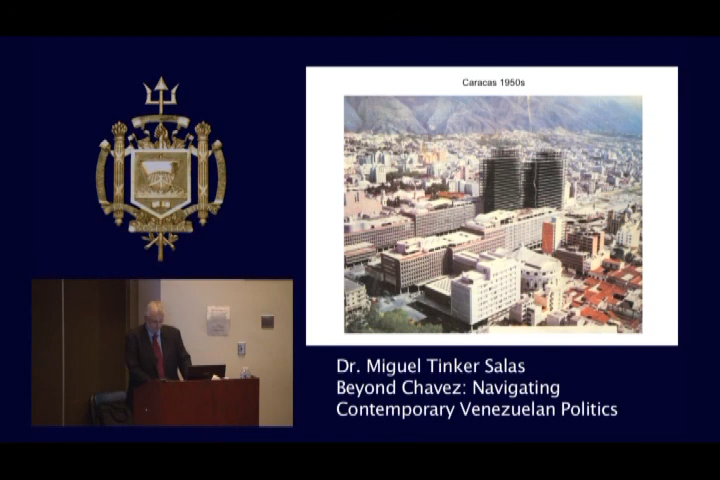 Caracas 1950s
Dr. Miguel Tinker Salas
Beyond Chavez: Navigating
Contemporary Venezuelan Politics